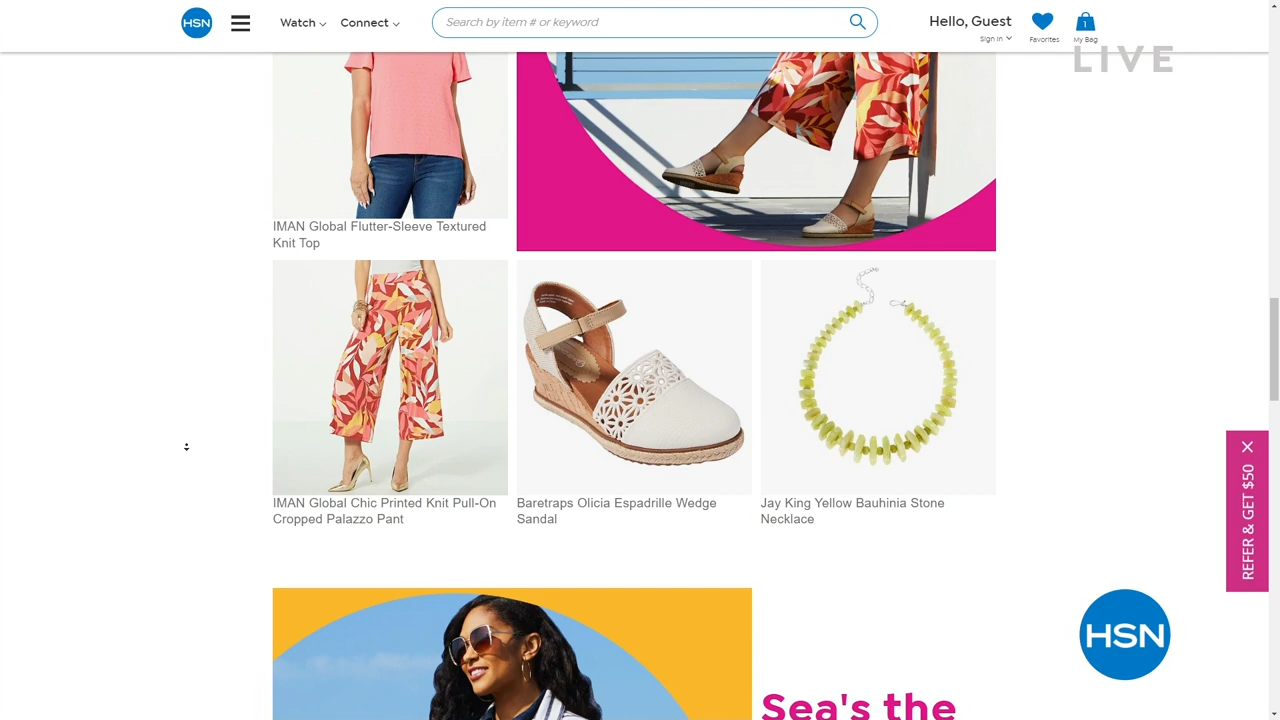 HSN
Watch
Connect
Search by item # or keyword
Hello, Guest
Sign In
Favorites
1
My Bag
LIVE
IMAN Global Flutter-Sleeve Textured
Knit Top
IMAN Global Chic Printed Knit Pull-On
Cropped Palazzo Pant
Baretraps Olicia Espadrille Wedge
Sandal
Jay King Yellow Bauhinia Stone
Necklace
REFER & GET $50
HSN
Sea's the